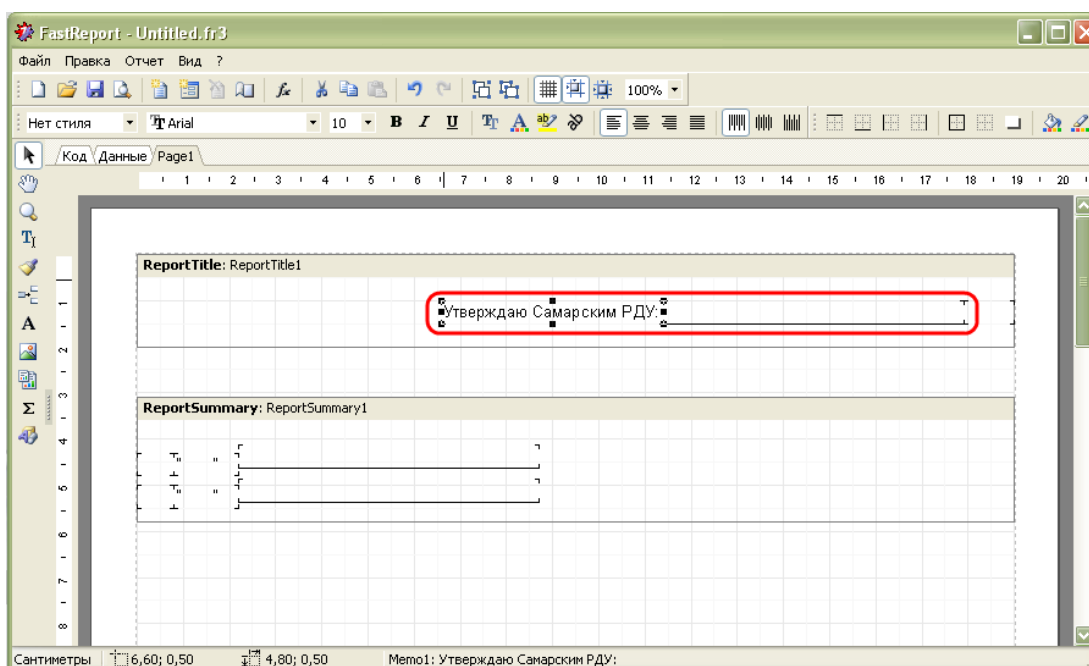 FastReport - Untitled.fr3
Файл Правка Отчет Вид ?
100%
Нет стиля Arial 10 B I U
Код Данные Page1
1 2 3 4 5 6 7 8 9 10 11 12 13 14 15 16 17 18 19 20
ReportTitle: ReportTitle1
1
Утверждаю Самарским РДУ:
2
3
ReportSummary: ReportSummary1
4
" "
5
" "
6
7
8
Сантиметры 6,60; 0,50 4,80; 0,50 Memo1: Утверждаю Самарским РДУ: